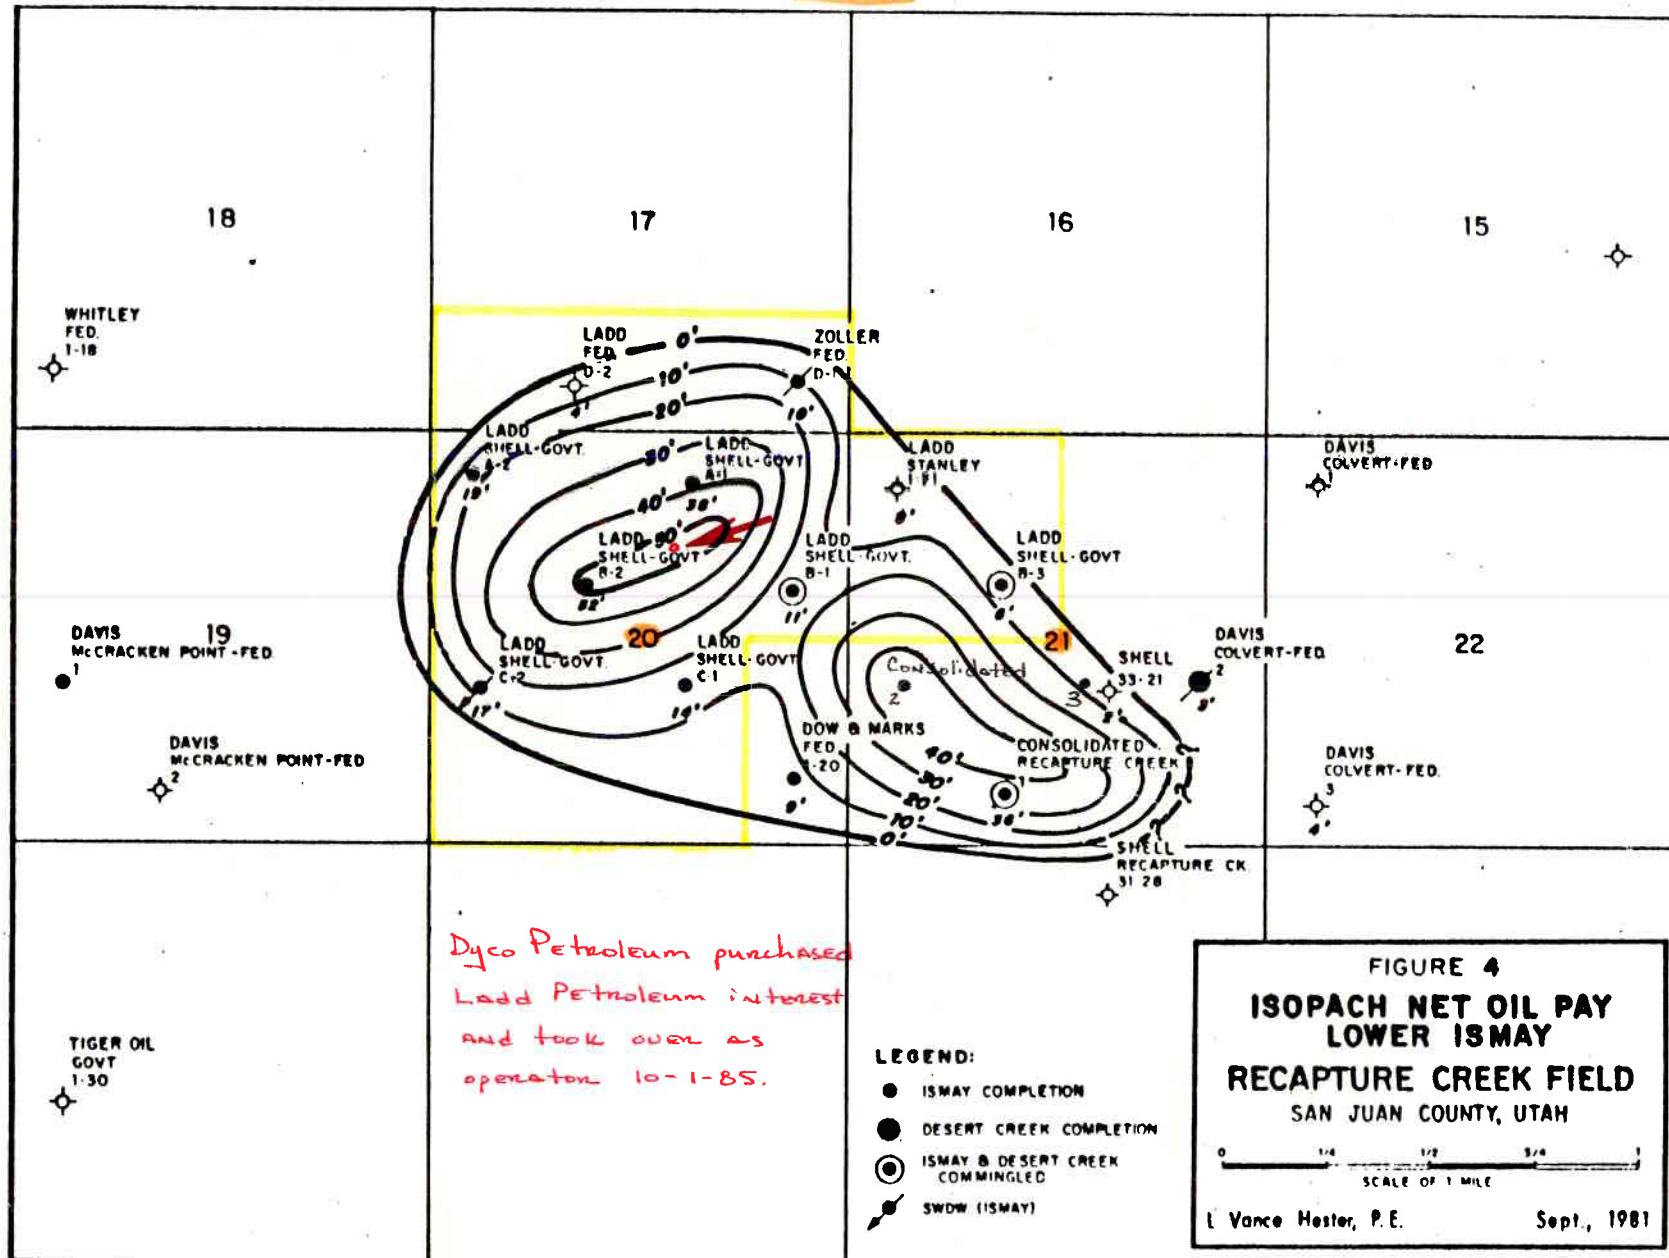 18
17
16
15
WHITLEY
FED.
1-18
LADD
FED.
D-2
4'
ZOLLER
FED.
0'
10'
20'
30'
40'
50'
LADD
SHELL-GOVT.
A-2
19'
LADD
SHELL-GOVT
A-1
38'
LADD
STANLEY
LADD
SHELL-GOVT
B-2
52'
LADD
SHELL-GOVT.
B-1
11'
LADD
SHELL-GOVT
B-3
6'
DAVIS
COLVERT-FED
1
DAVIS
McCRACKEN POINT-FED.
1
19
20
21
22
LADD
SHELL-GOVT.
C-2
17'
LADD
SHELL-GOVT
C-1
14'
Consolidated
2
3
SHELL
33-21
2'
DAVIS
COLVERT-FED.
2
DAVIS
McCRACKEN POINT-FED
2
DOW & MARKS
FED
1-20
9'
CONSOLIDATED
RECAPTURE CREEK
1
36'
40'
30'
20'
10'
0'
DAVIS
COLVERT-FED.
3
4'
?
?
?
SHELL
RECAPTURE CK.
31-28
Dyco Petroleum purchased
Ladd Petroleum interest
and took over as
operator 10-1-85.
TIGER OIL
GOVT
1-30
LEGEND:
ISMAY COMPLETION
DESERT CREEK COMPLETION
ISMAY & DESERT CREEK
COMMINGLED
SWDW (ISMAY)
FIGURE 4
ISOPACH NET OIL PAY
LOWER ISMAY
RECAPTURE CREEK FIELD
SAN JUAN COUNTY, UTAH
0 1/4 1/2 3/4 1
SCALE OF 1 MILE
L Vance Hester, P.E. Sept., 1981